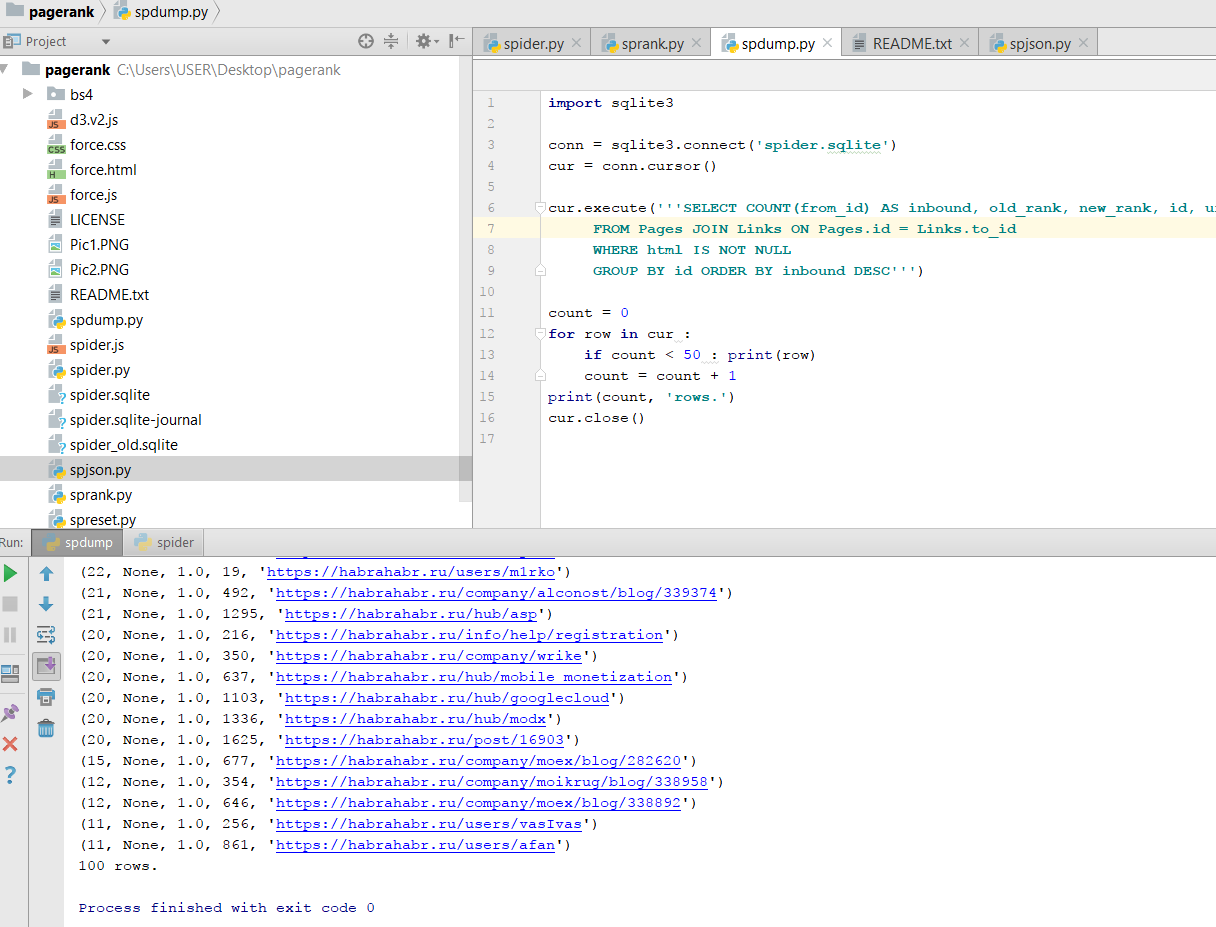 pagerank spdump.py
Project
spider.py sprank.py spdump.py README.txt spjson.py
pagerank C:\Users\USER\Desktop\pagerank
bs4
d3.v2.js
force.css
force.html
force.js
LICENSE
Pic1.PNG
Pic2.PNG
README.txt
spdump.py
spider.js
spider.py
spider.sqlite
spider.sqlite-journal
spider_old.sqlite
spjson.py
sprank.py
spreset.py
1 import sqlite3
2
3 conn = sqlite3.connect('spider.sqlite')
4 cur = conn.cursor()
5
6 cur.execute('''SELECT COUNT(from_id) AS inbound, old_rank, new_rank, id,
7 FROM Pages JOIN Links ON Pages.id = Links.to_id
8 WHERE html IS NOT NULL
9 GROUP BY id ORDER BY inbound DESC''')
10
11 count = 0
12 for row in cur :
13 if count < 50 : print(row)
14 count = count + 1
15 print(count, 'rows.')
16 cur.close()
17
Run: spdump spider
(22, None, 1.0, 19, 'https://habrahabr.ru/users/m1rko')
(21, None, 1.0, 492, 'https://habrahabr.ru/company/alconost/blog/339374')
(21, None, 1.0, 1295, 'https://habrahabr.ru/hub/asp')
(20, None, 1.0, 216, 'https://habrahabr.ru/info/help/registration')
(20, None, 1.0, 350, 'https://habrahabr.ru/company/wrike')
(20, None, 1.0, 637, 'https://habrahabr.ru/hub/mobile_monetization')
(20, None, 1.0, 1103, 'https://habrahabr.ru/hub/googlecloud')
(20, None, 1.0, 1336, 'https://habrahabr.ru/hub/modx')
(20, None, 1.0, 1625, 'https://habrahabr.ru/post/16903')
(15, None, 1.0, 677, 'https://habrahabr.ru/company/moex/blog/282620')
(12, None, 1.0, 354, 'https://habrahabr.ru/company/moikrug/blog/338958')
(12, None, 1.0, 646, 'https://habrahabr.ru/company/moex/blog/338892')
(11, None, 1.0, 256, 'https://habrahabr.ru/users/vasIvas')
(11, None, 1.0, 861, 'https://habrahabr.ru/users/afan')
100 rows.
Process finished with exit code 0